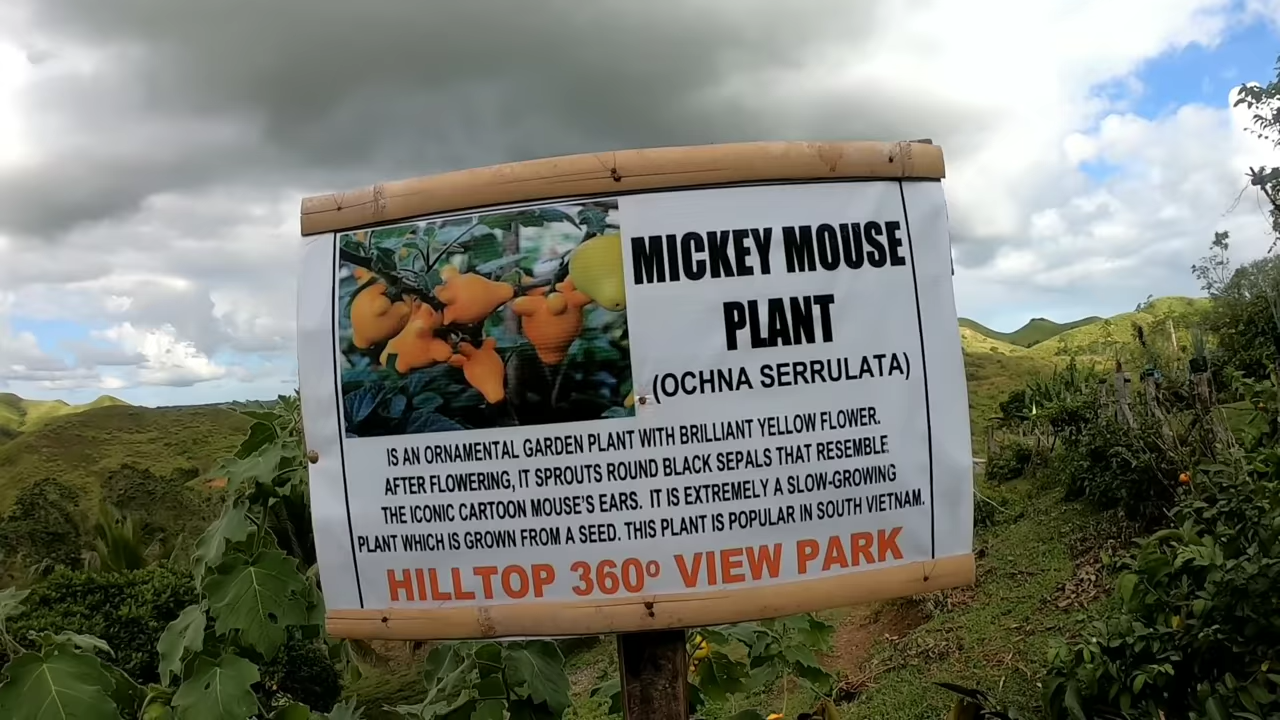 MICKEY MOUSE
PLANT
(OCHNA SERRULATA)
IS AN ORNAMENTAL GARDEN PLANT WITH BRILLIANT YELLOW FLOWER.
AFTER FLOWERING, IT SPROUTS ROUND BLACK SEPALS THAT RESEMBLE
THE ICONIC CARTOON MOUSE'S EARS. IT IS EXTREMELY A SLOW-GROWING
PLANT WHICH IS GROWN FROM A SEED. THIS PLANT IS POPULAR IN SOUTH VIETNAM.
HILLTOP 360º VIEW PARK